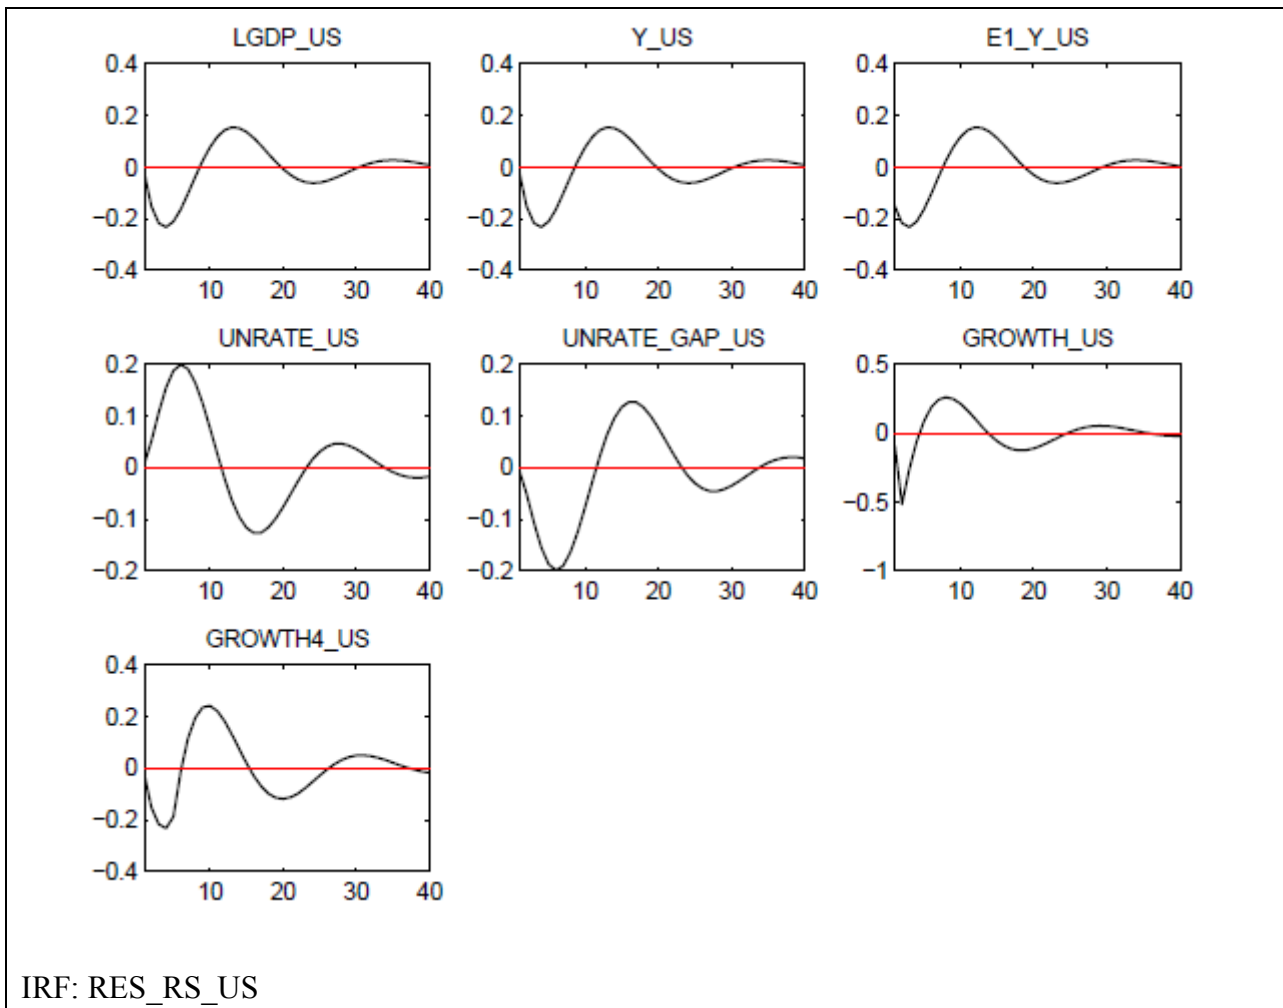 LGDP_US Y_US E1_Y_US
0.4 0.4 0.4
0.2 0.2 0.2
0 0 0
−0.2 −0.2 −0.2
−0.4 −0.4 −0.4
10 20 30 40 10 20 30 40 10 20 30 40
UNRATE_US UNRATE_GAP_US GROWTH_US
0.2 0.2 0.5
0.1 0.1
0 0 0
−0.1 −0.1 −0.5
−0.2 −0.2 −1
10 20 30 40 10 20 30 40 10 20 30 40
GROWTH4_US
0.4
0.2
0
−0.2
−0.4
10 20 30 40
IRF: RES_RS_US